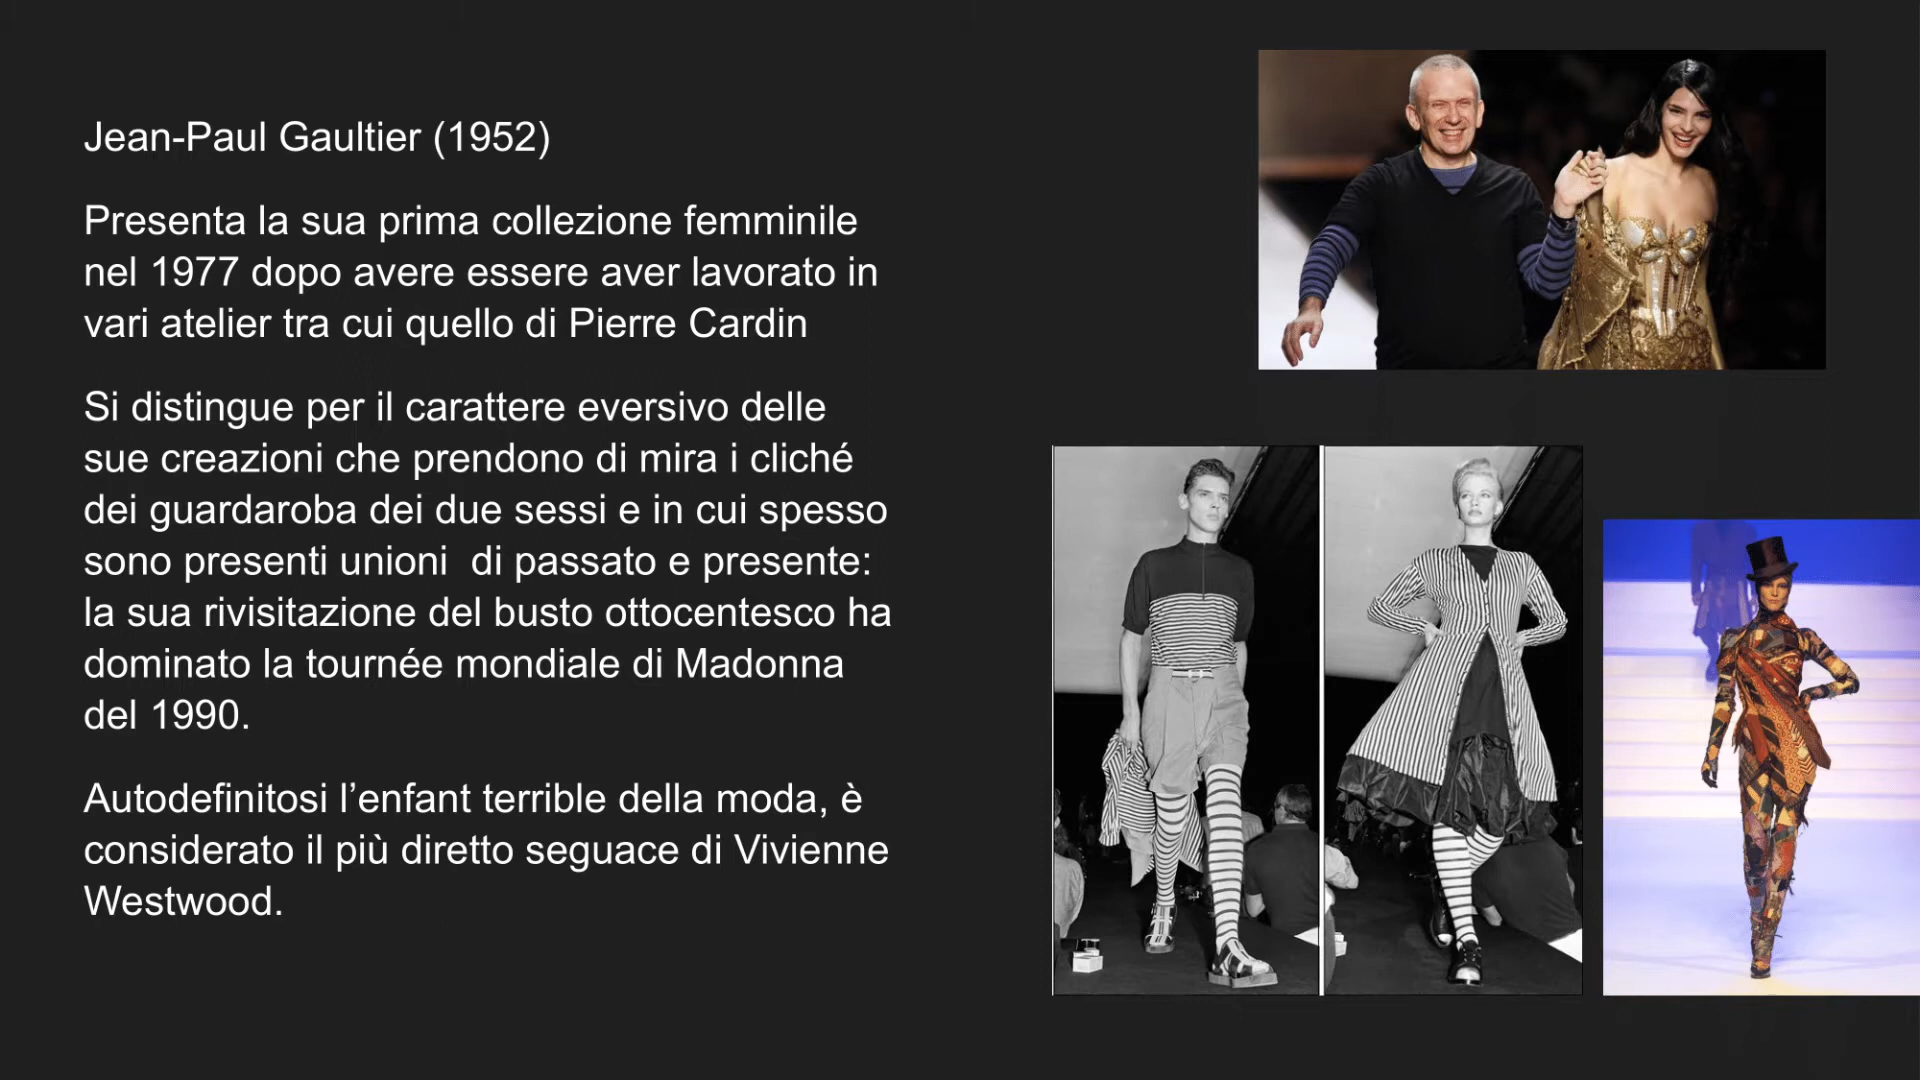 Jean-Paul Gaultier (1952)
Presenta la sua prima collezione femminile
nel 1977 dopo avere essere aver lavorato in
vari atelier tra cui quello di Pierre Cardin
Si distingue per il carattere eversivo delle
sue creazioni che prendono di mira i cliché
dei guardaroba dei due sessi e in cui spesso
sono presenti unioni  di passato e presente:
la sua rivisitazione del busto ottocentesco ha
dominato la tournée mondiale di Madonna
del 1990.
Autodefinitosi l’enfant terrible della moda, è
considerato il più diretto seguace di Vivienne
Westwood.